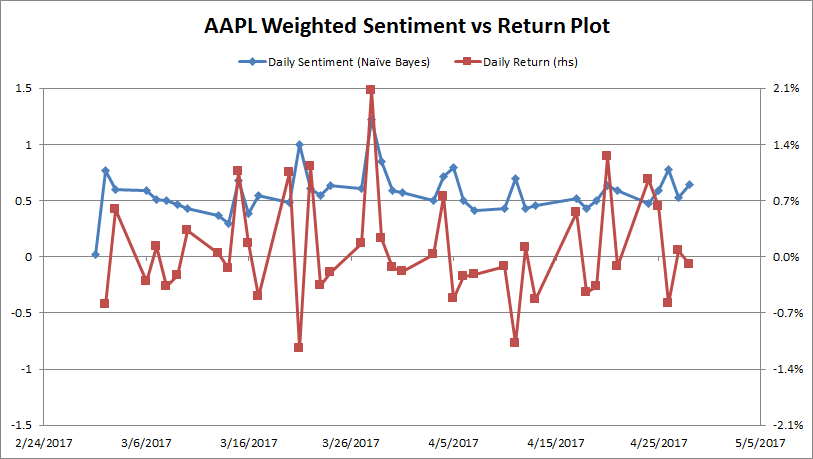 AAPL Weighted Sentiment vs Return Plot
Daily Sentiment (Naïve Bayes) Daily Return (rhs)
1.5 2.1%
1 1.4%
0.5 0.7%
0 0.0%
-0.5 -0.7%
-1 -1.4%
-1.5 -2.1%
2/24/2017 3/6/2017 3/16/2017 3/26/2017 4/5/2017 4/15/2017 4/25/2017 5/5/2017